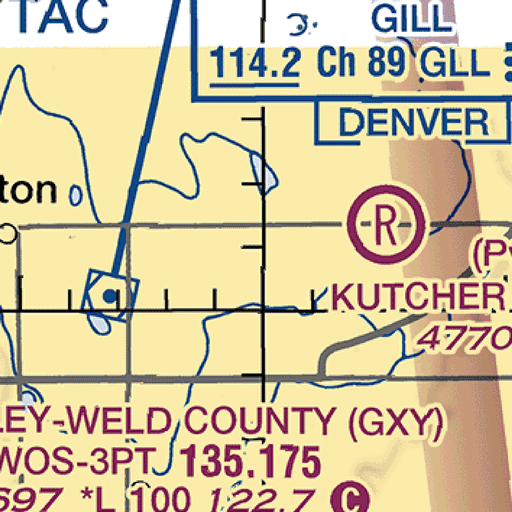 TAC
GILL
114.2 Ch 89 GLL
DENVER
ton
R
(Pv
KUTCHER
4770
LEY-WELD COUNTY (GXY)
WOS-3PT 135.175
697 *L 100 122.7 C